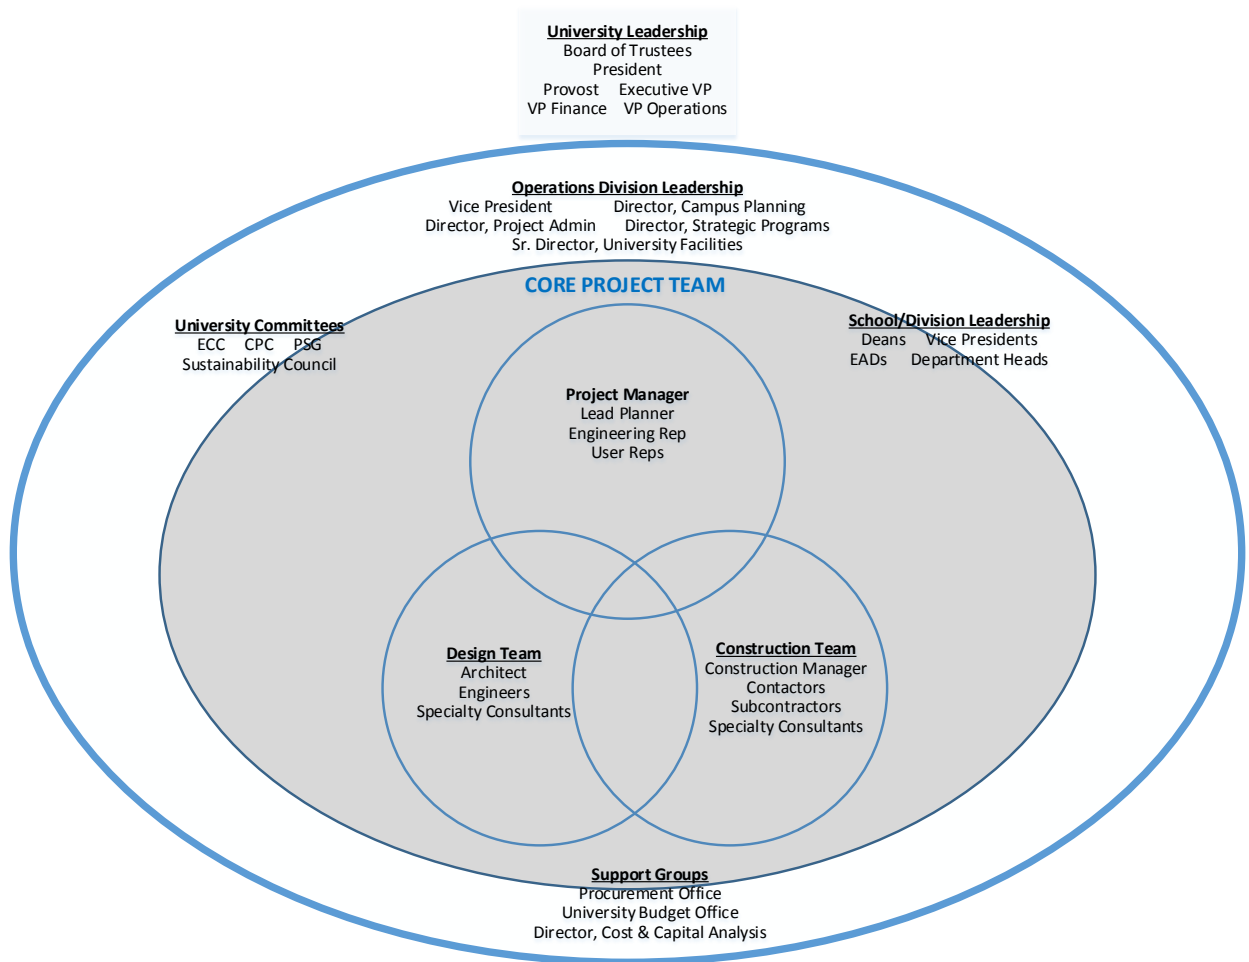 University Leadership
Board of Trustees
President
Provost Executive VP
VP Finance VP Operations
Operations Division Leadership
Vice President Director, Campus Planning
Director, Project Admin Director, Strategic Programs
Sr. Director, University Facilities
CORE PROJECT TEAM
University Committees
ECC CPC PSG
Sustainability Council
School/Division Leadership
Deans Vice Presidents
EADs Department Heads
Project Manager
Lead Planner
Engineering Rep
User Reps
Design Team
Architect
Engineers
Specialty Consultants
Construction Team
Construction Manager
Contactors
Subcontractors
Specialty Consultants
Support Groups
Procurement Office
University Budget Office
Director, Cost & Capital Analysis